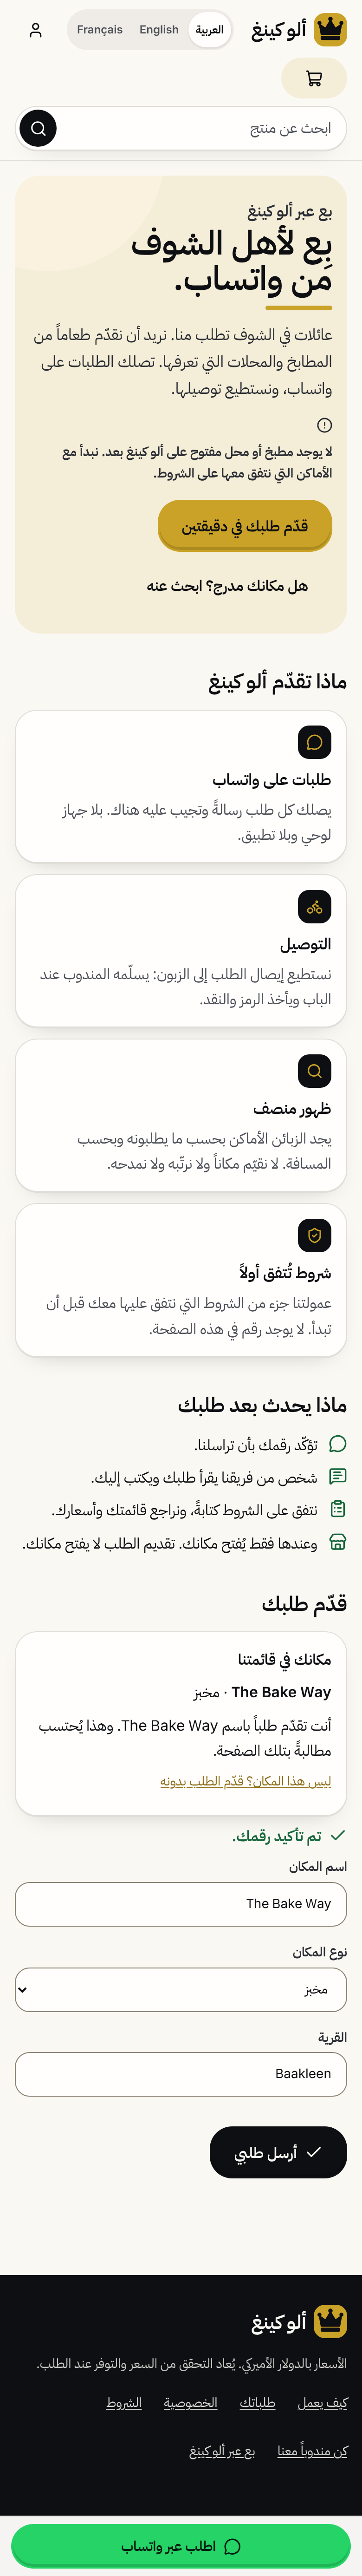 ألو كينغ
العربية English Français
ابحث عن منتج
بع عبر ألو كينغ
بِع لأهل الشوف
من واتساب.
عائلات في الشوف تطلب منا. نريد أن نقدّم طعاماً من
المطابخ والمحلات التي تعرفها. تصلك الطلبات على
واتساب، ونستطيع توصيلها.
لا يوجد مطبخ أو محل مفتوح على ألو كينغ بعد. نبدأ مع
الأماكن التي نتفق معها على الشروط.
قدّم طلبك في دقيقتين
هل مكانك مدرج؟ ابحث عنه
ماذا تقدّم ألو كينغ
طلبات على واتساب
يصلك كل طلب رسالةً وتجيب عليه هناك. بلا جهاز
لوحي وبلا تطبيق.
التوصيل
نستطيع إيصال الطلب إلى الزبون: يسلّمه المندوب عند
الباب ويأخذ الرمز والنقد.
ظهور منصف
يجد الزبائن الأماكن بحسب ما يطلبونه وبحسب
المسافة. لا نقيّم مكاناً ولا نرتّبه ولا نمدحه.
شروط تُتفق أولاً
عمولتنا جزء من الشروط التي نتفق عليها معك قبل أن
تبدأ. لا يوجد رقم في هذه الصفحة.
ماذا يحدث بعد طلبك
تؤكّد رقمك بأن تراسلنا.
شخص من فريقنا يقرأ طلبك ويكتب إليك.
نتفق على الشروط كتابةً، ونراجع قائمتك وأسعارك.
وعندها فقط يُفتح مكانك. تقديم الطلب لا يفتح مكانك.
قدّم طلبك
مكانك في قائمتنا
The Bake Way · مخبز
أنت تقدّم طلباً باسم The Bake Way. وهذا يُحتسب
مطالبةً بتلك الصفحة.
ليس هذا المكان؟ قدّم الطلب بدونه
تم تأكيد رقمك.
اسم المكان
The Bake Way
نوع المكان
مخبز
القرية
Baakleen
أرسل طلبي
ألو كينغ
الأسعار بالدولار الأميركي. يُعاد التحقق من السعر والتوفر عند الطلب.
كيف يعمل طلباتك الخصوصية الشروط
كن مندوباً معنا بع عبر ألو كينغ
اطلب عبر واتساب